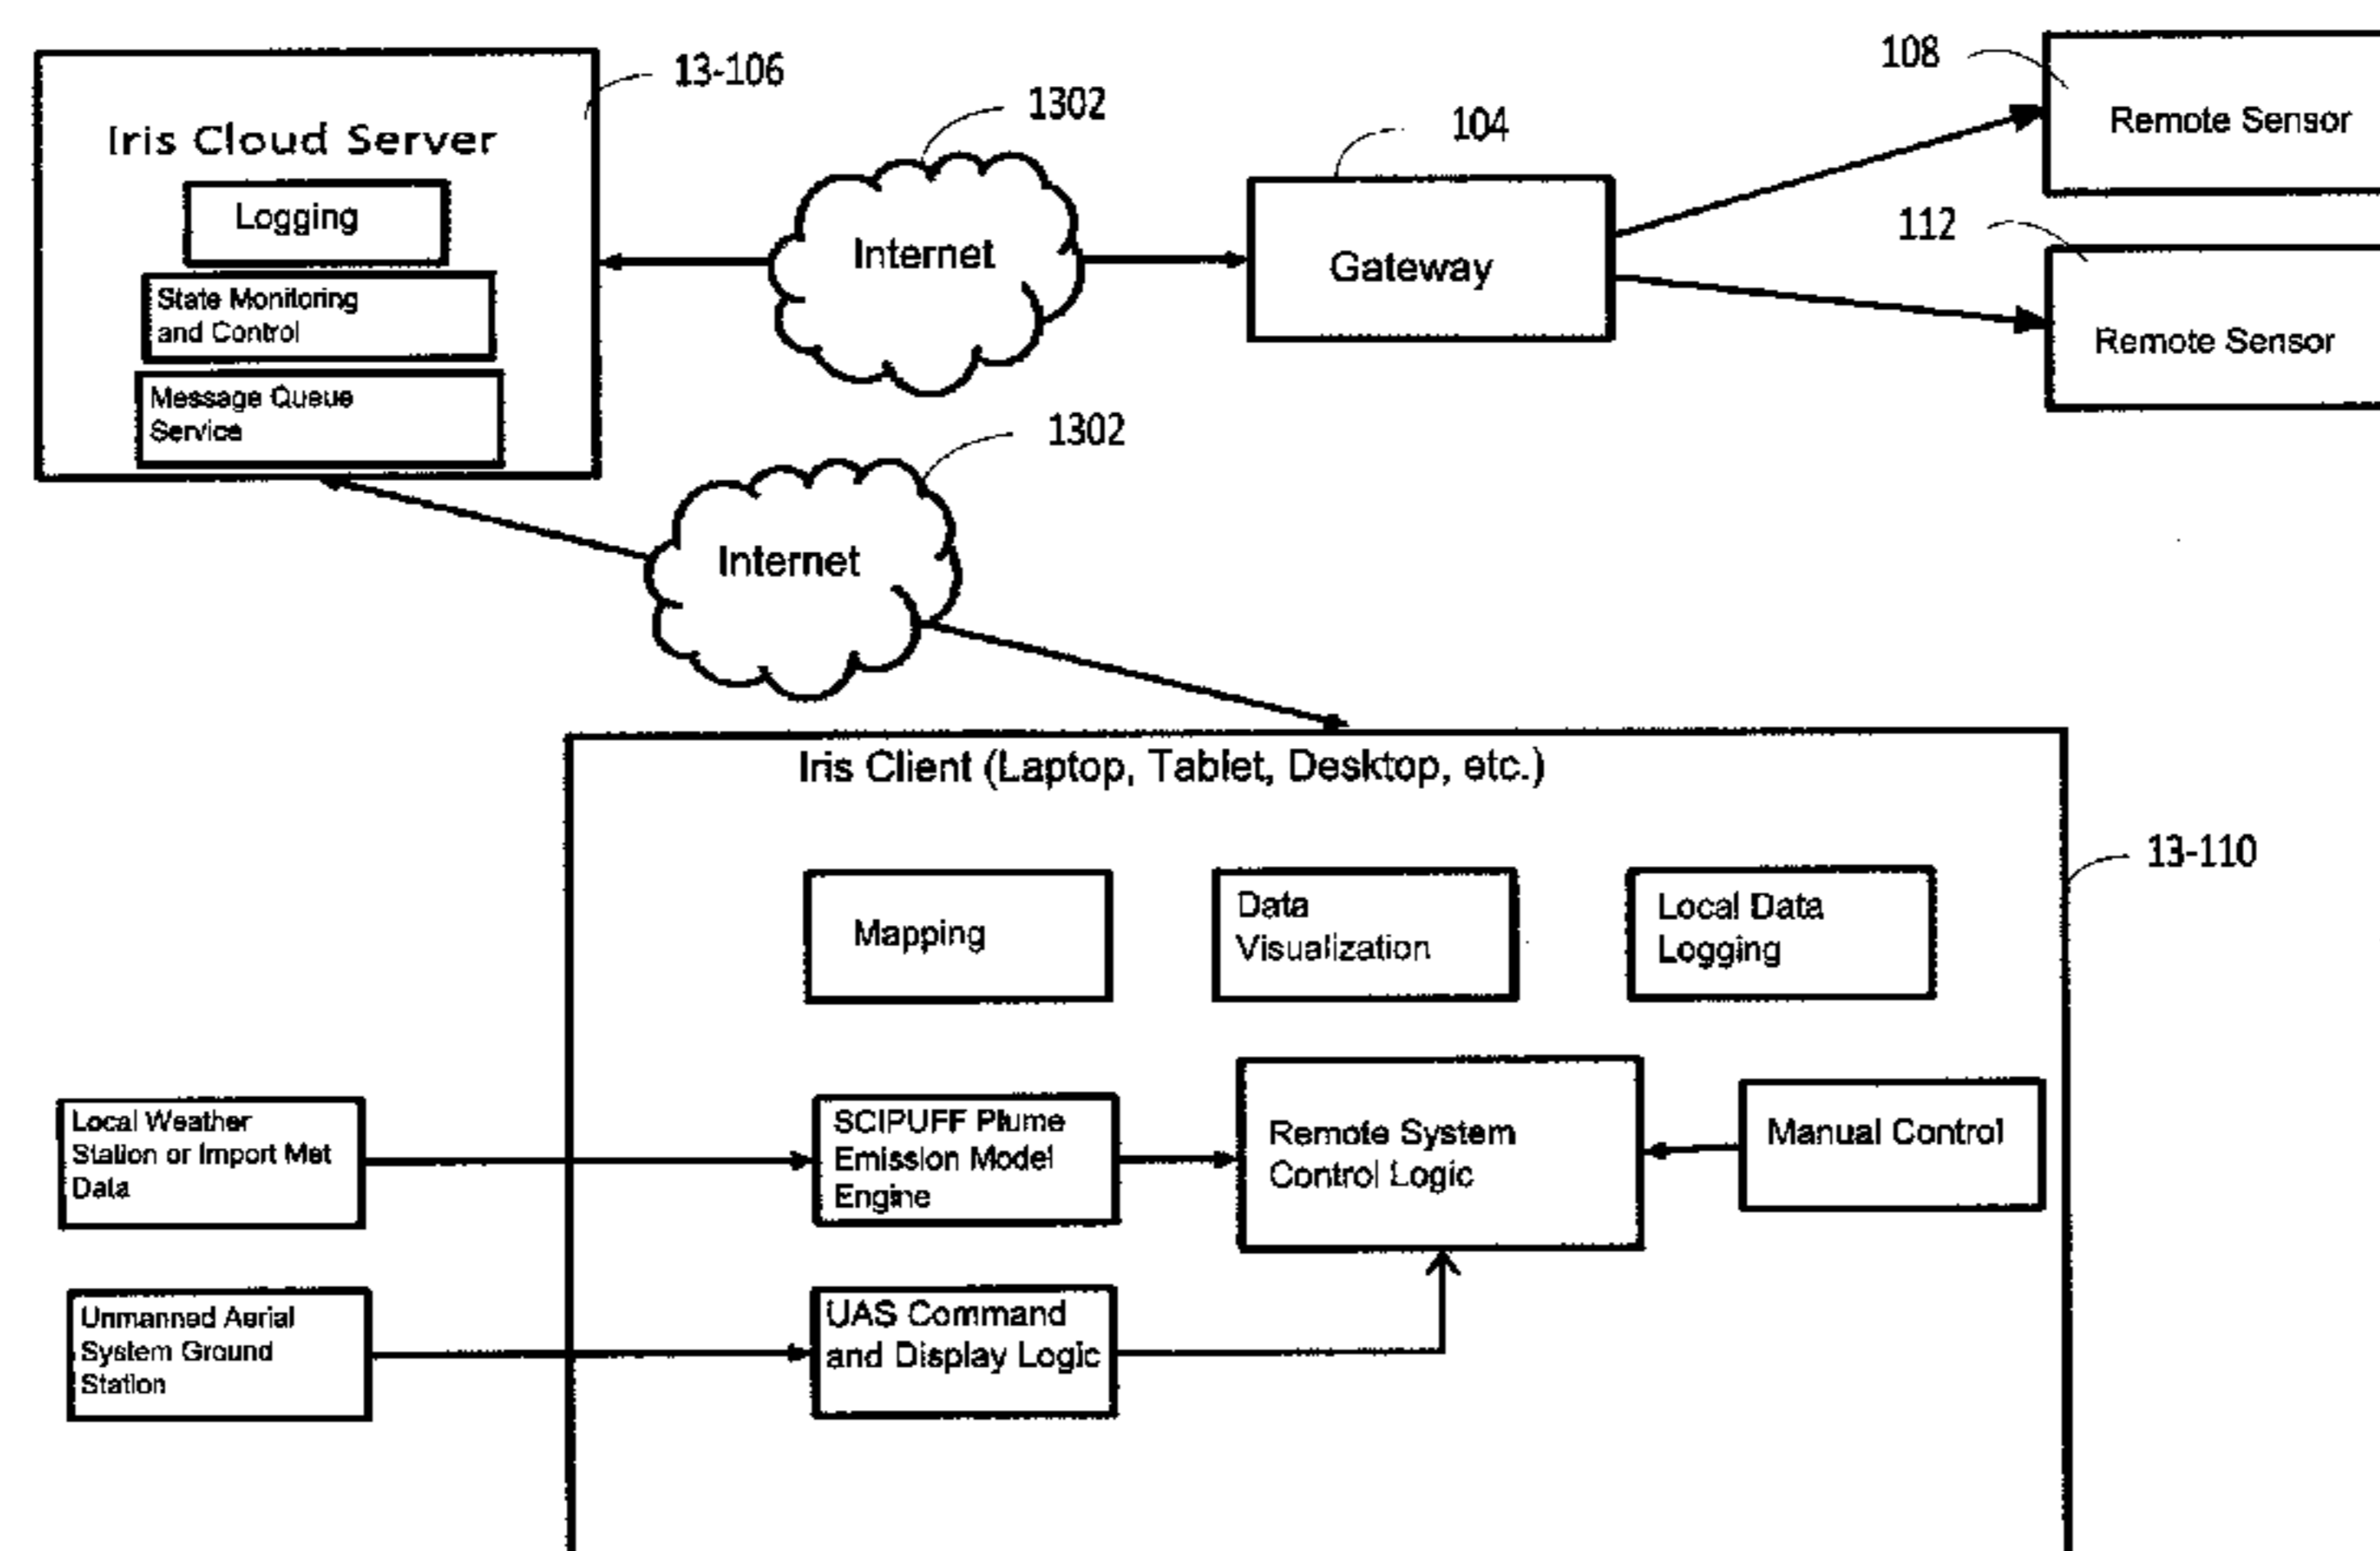 13-106
Iris Cloud Server
Logging
State Monitoring
and Control
Message Queue
Service
1302
Internet
104
Gateway
108
Remote Sensor
112
Remote Sensor
1302
Internet
Iris Client (Laptop, Tablet, Desktop, etc.)
13-110
Mapping
Data
Visualization
Local Data
Logging
Local Weather
Station or Import Met
Data
SCIPUFF Plume
Emission Model
Engine
Remote System
Control Logic
Manual Control
Unmanned Aerial
System Ground
Station
UAS Command
and Display Logic